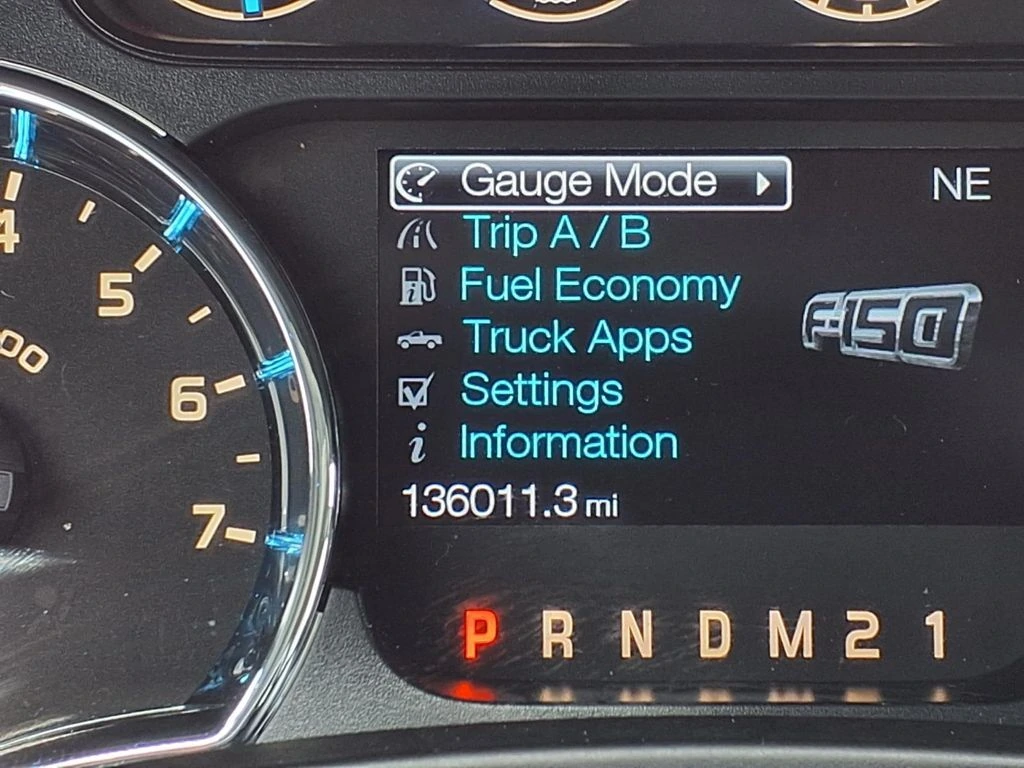 Gauge Mode NE
Trip A / B
Fuel Economy
Truck Apps
F-150
Settings
Information
136011.3 mi
4
5
6
7
P R N D M 2 1